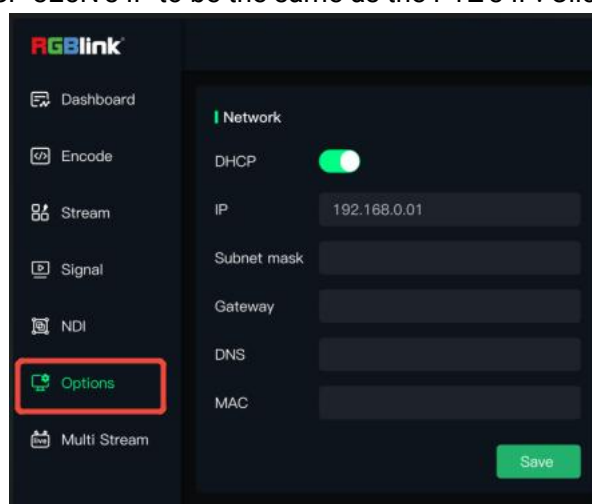 RGBlink
Dashboard
Encode
Stream
Signal
NDI
Options
Multi Stream
Network
DHCP
IP 192.168.0.01
Subnet mask
Gateway
DNS
MAC
Save